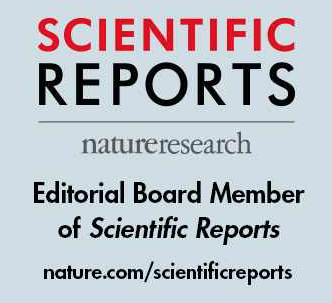 SCIENTIFIC
REPORTS
natureresearch
Editorial Board Member
of Scientific Reports
nature.com/scientificreports